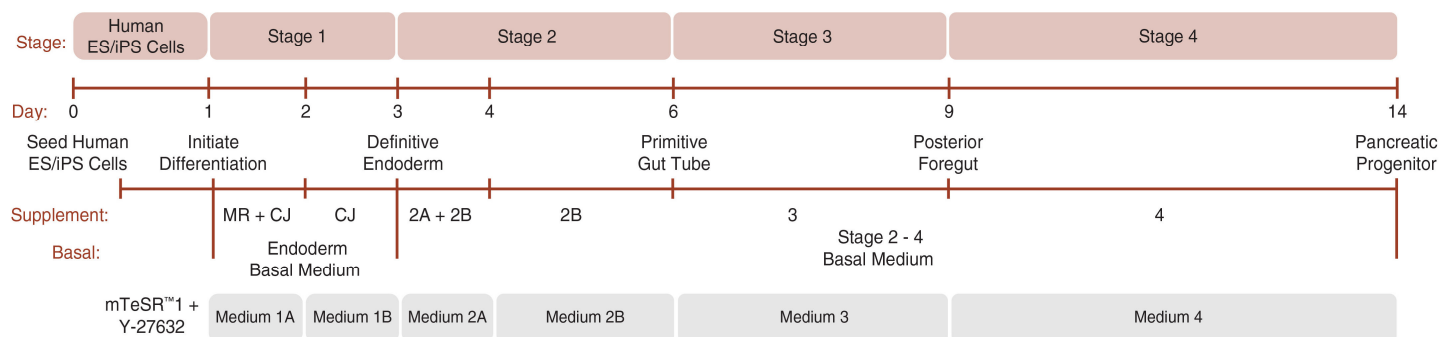 Stage:
Human
ES/iPS Cells
Stage 1
Stage 2
Stage 3
Stage 4
Day:
0
1
2
3
4
6
9
14
Seed Human
ES/iPS Cells
Initiate
Differentiation
Definitive
Endoderm
Primitive
Gut Tube
Posterior
Foregut
Pancreatic
Progenitor
Supplement:
MR + CJ
CJ
2A + 2B
2B
3
4
Basal:
Endoderm
Basal Medium
Stage 2 - 4
Basal Medium
mTeSR™1 +
Y-27632
Medium 1A
Medium 1B
Medium 2A
Medium 2B
Medium 3
Medium 4